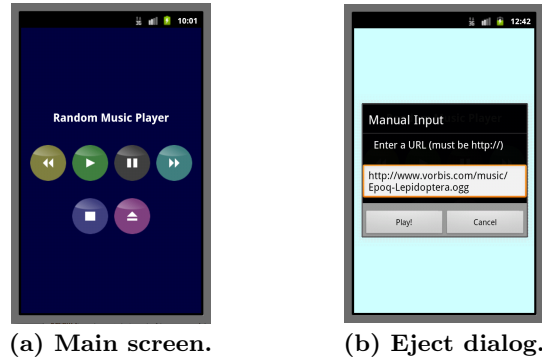 10:01
Random Music Player
(a) Main screen.
12:42
Manual Input
Enter a URL (must be http://)
http://www.vorbis.com/music/
Epoq-Lepidoptera.ogg
Play!
Cancel
(b) Eject dialog.